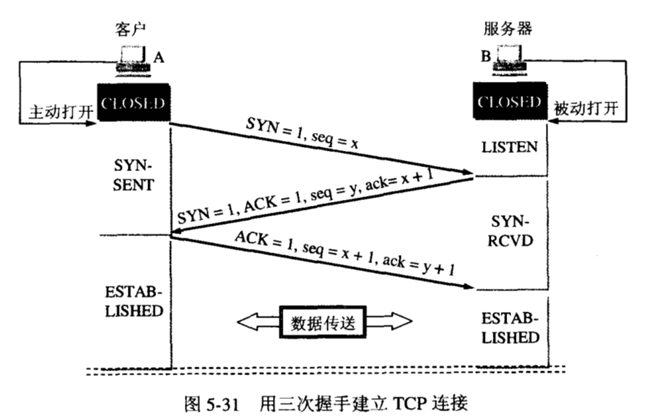 客户
服务器
A
B
CLOSED
CLOSED
主动打开
被动打开
SYN = 1, seq = x
LISTEN
SYN-
SENT
SYN = 1, ACK = 1, seq = y, ack= x + 1
SYN-
RCVD
ACK = 1, seq = x + 1, ack = y + 1
ESTAB-
LISHED
数据传送
ESTAB-
LISHED
图 5-31 用三次握手建立 TCP 连接